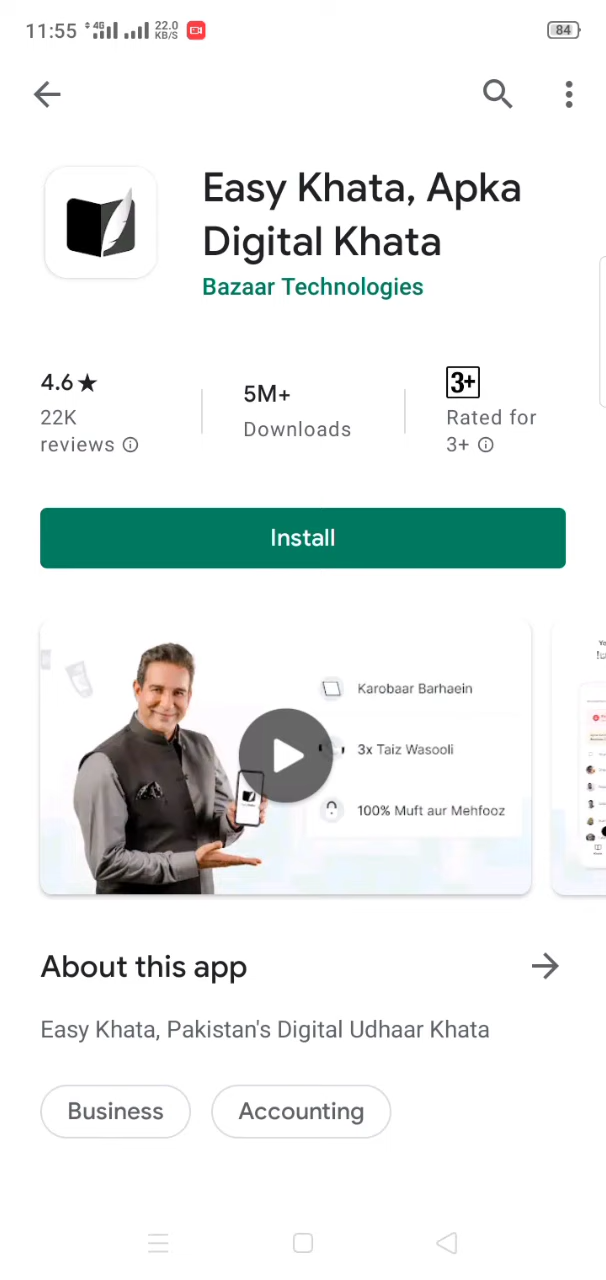 11:55 4G 22.0 KB/S 84
Easy Khata, Apka
Digital Khata
Bazaar Technologies
4.6★
22K
reviews
5M+
Downloads
3+
Rated for
3+
Install
Karobaar Barhaein
3x Taiz Wasooli
100% Muft aur Mehfooz
About this app
Easy Khata, Pakistan's Digital Udhaar Khata
Business
Accounting